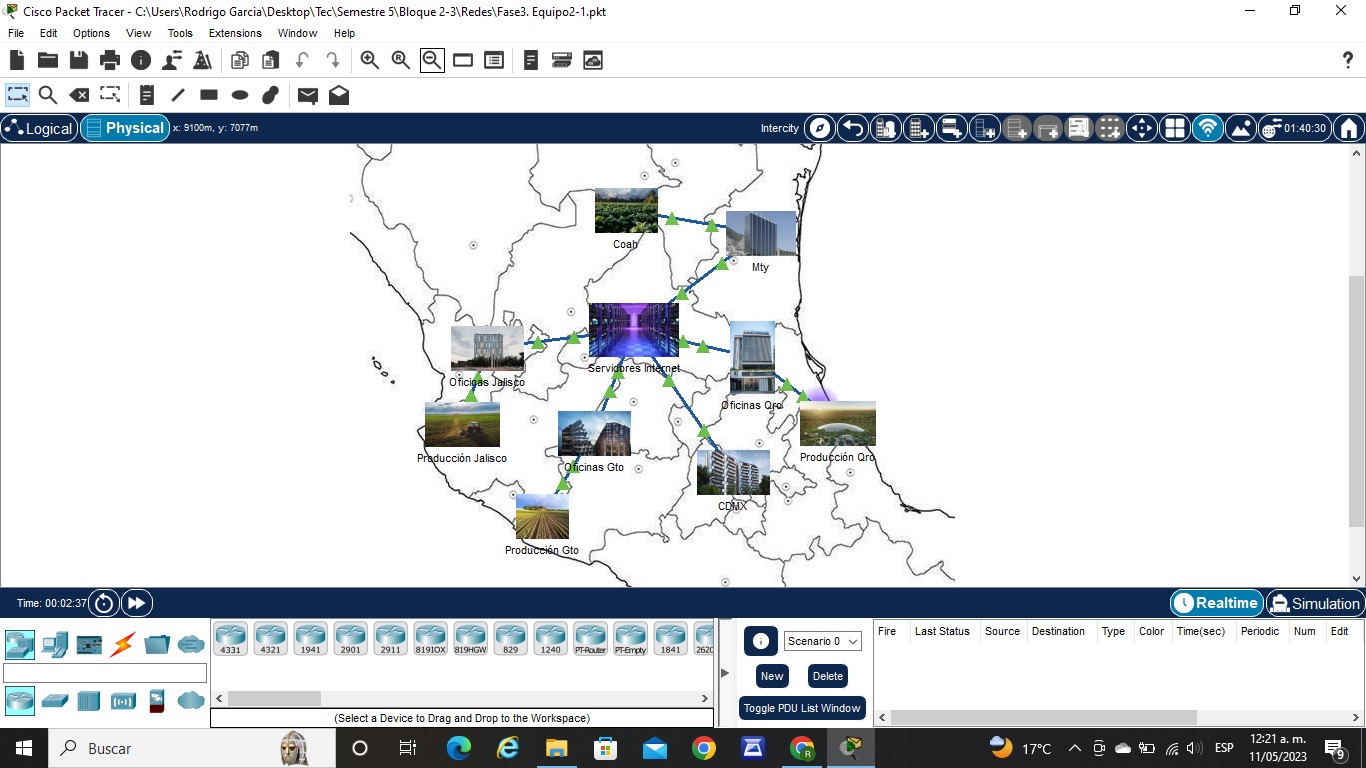 Cisco Packet Tracer - C:\Users\Rodrigo Garcia\Desktop\Tec\Semestre 5\Bloque 2-3\Redes\Fase3. Equipo2-1.pkt
File Edit Options View Tools Extensions Window Help
Logical Physical x: 9100m, y: 7077m Intercity 01:40:30
Coah
Mty
Servidores Internet
Oficinas Jalisco
Oficinas Qro
Producción Jalisco
Oficinas Gto
Producción Qro
CDMX
Producción Gto
Time: 00:02:37 Realtime Simulation
4331 4321 1941 2901 2911 819IOX 819HGW 829 1240 PT-Router PT-Empty 1841 2620
(Select a Device to Drag and Drop to the Workspace)
Scenario 0
New Delete
Toggle PDU List Window
Fire Last Status Source Destination Type Color Time(sec) Periodic Num Edit
Buscar
17°C ESP 12:21 a. m.
11/05/2023 9